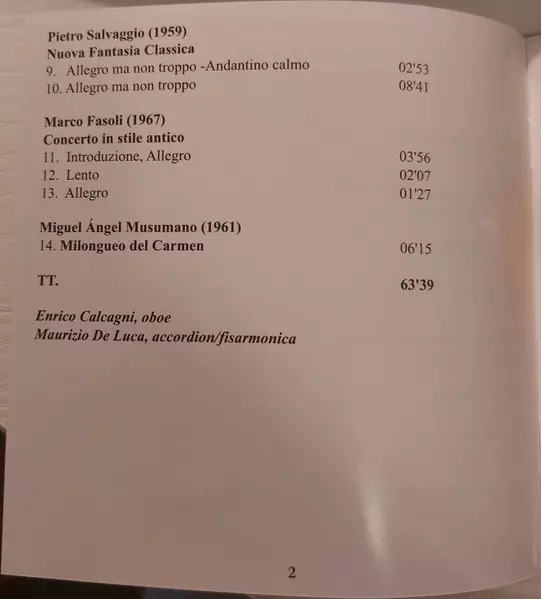 Pietro Salvaggio (1959)
Nuova Fantasia Classica
9. Allegro ma non troppo -Andantino calmo 02'53
10. Allegro ma non troppo 08'41
Marco Fasoli (1967)
Concerto in stile antico
11. Introduzione, Allegro 03'56
12. Lento 02'07
13. Allegro 01'27
Miguel Ángel Musumano (1961)
14. Milongueo del Carmen 06'15
TT. 63'39
Enrico Calcagni, oboe
Maurizio De Luca, accordion/fisarmonica
2